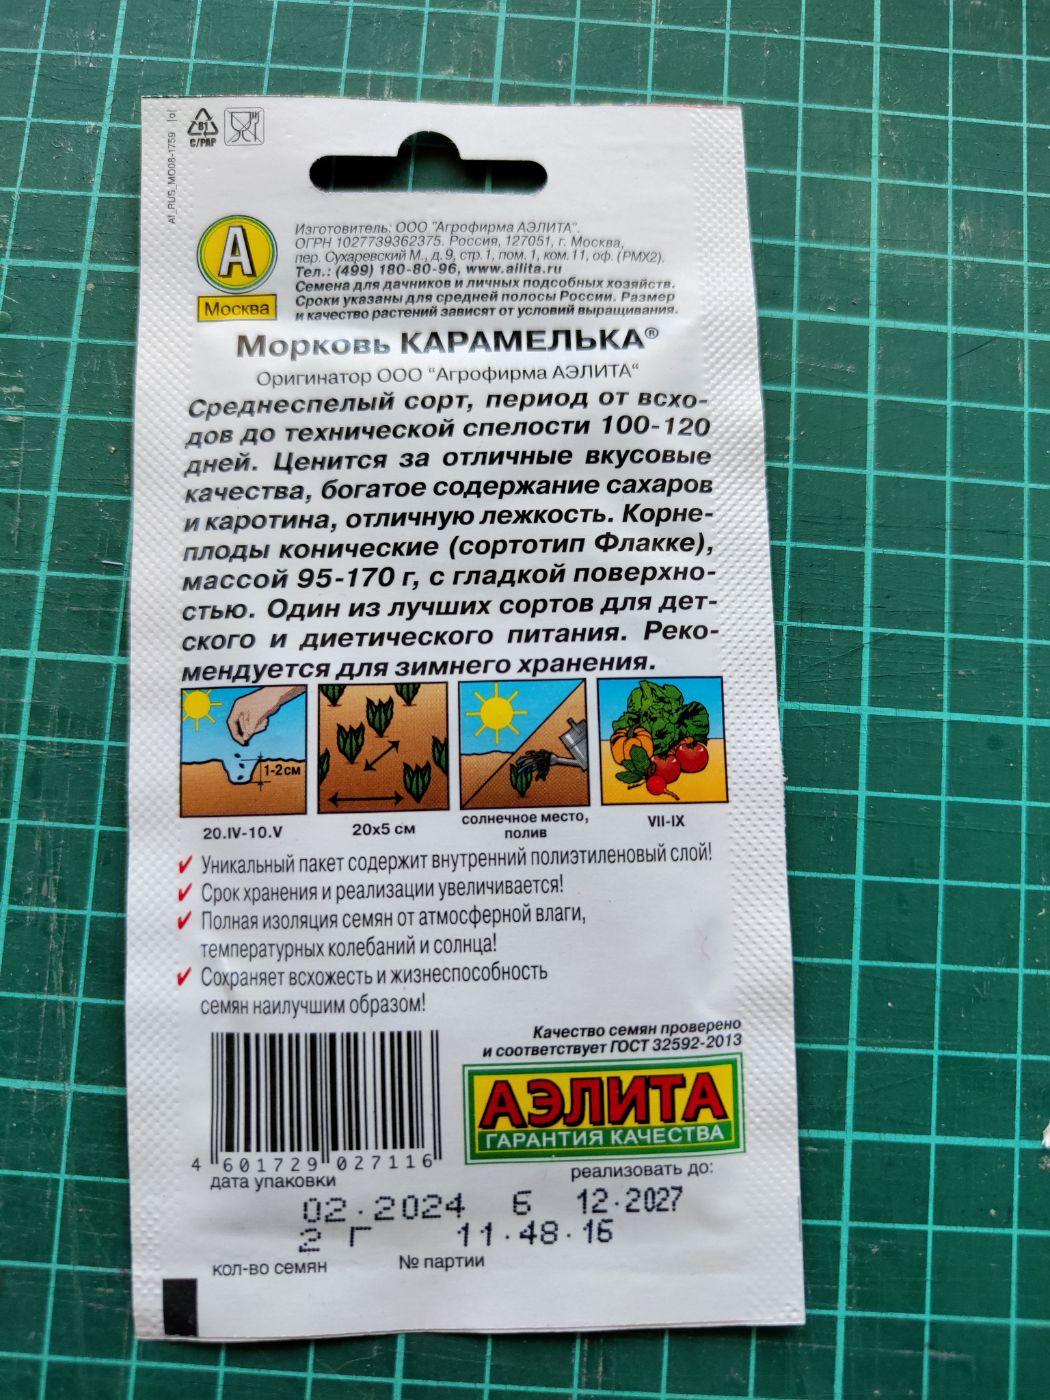 81
C/PAP
Af_RUS_MO08-1759
Изготовитель: ООО "Агрофирма АЭЛИТА".
ОГРН 1027739362375. Россия, 127051, г. Москва,
пер. Сухаревский М., д. 9, стр. 1, пом. 1, ком. 11, оф. (РМХ2).
Тел.: (499) 180-80-96, www.ailita.ru
Семена для дачников и личных подсобных хозяйств.
Сроки указаны для средней полосы России. Размер
и качество растений зависят от условий выращивания.
А
Москва
Морковь КАРАМЕЛЬКА®
Оригинатор ООО "Агрофирма АЭЛИТА"
Среднеспелый сорт, период от всхо-
дов до технической спелости 100-120
дней. Ценится за отличные вкусовые
качества, богатое содержание сахаров
и каротина, отличную лежкость. Корне-
плоды конические (сортотип Флакке),
массой 95-170 г, с гладкой поверхно-
стью. Один из лучших сортов для дет-
ского и диетического питания. Реко-
мендуется для зимнего хранения.
1-2 см
20.IV-10.V
20x5 см
солнечное место,
полив
VII-IX
Уникальный пакет содержит внутренний полиэтиленовый слой!
Срок хранения и реализации увеличивается!
Полная изоляция семян от атмосферной влаги,
температурных колебаний и солнца!
Сохраняет всхожесть и жизнеспособность
семян наилучшим образом!
Качество семян проверено
и соответствует ГОСТ 32592-2013
АЭЛИТА
ГАРАНТИЯ КАЧЕСТВА
4 601729 027116
дата упаковки
реализовать до:
02.2024 Б 12.2027
2 Г 11.48.15
кол-во семян
№ партии